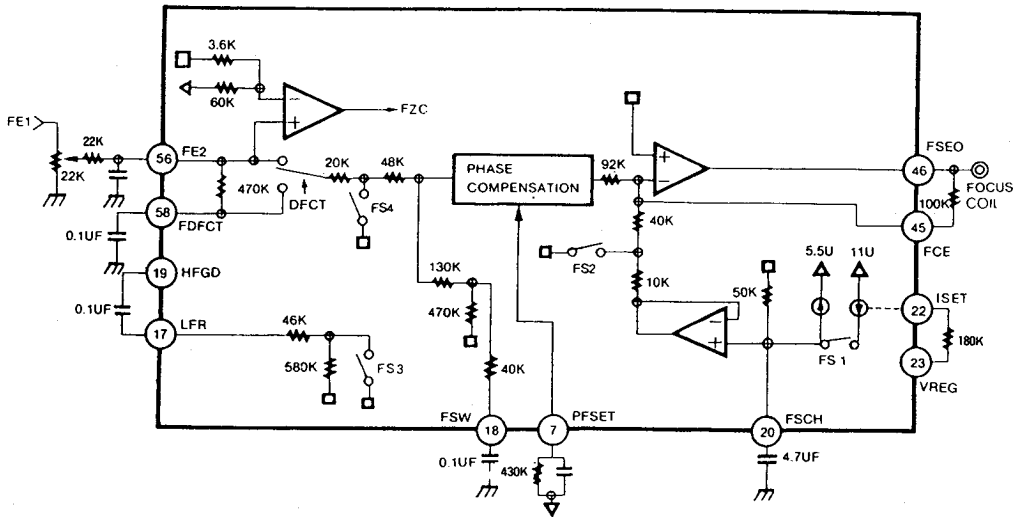 3.6K
60K
FZC
FE1
22K
22K
56
FE2
470K
DFCT
20K
48K
FS4
58
FDFCT
0.1UF
19
HFGD
0.1UF
17
LFR
46K
580K
FS3
PHASE
COMPENSATION
92K
40K
FS2
10K
130K
470K
40K
50K
5.5U
11U
FS1
FSEO
46
FOCUS
COIL
100K
45
FCE
ISET
22
180K
23
VREG
FSW
18
0.1UF
PFSET
7
430K
FSCH
20
4.7UF